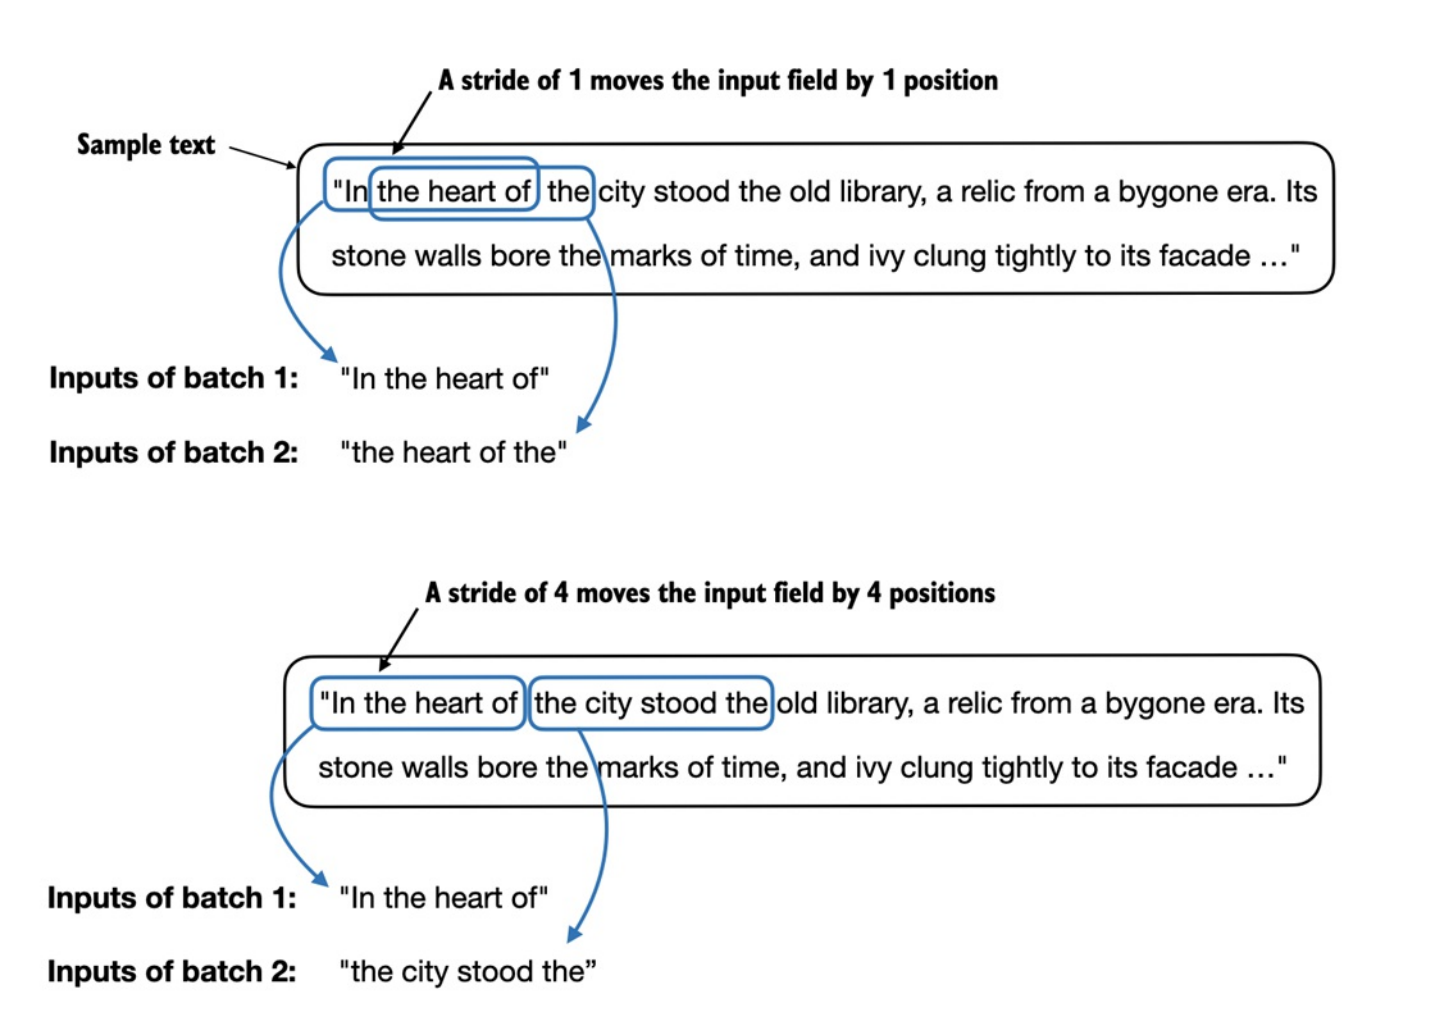 A stride of 1 moves the input field by 1 position
Sample text
"In the heart of the city stood the old library, a relic from a bygone era. Its
stone walls bore the marks of time, and ivy clung tightly to its facade ..."
Inputs of batch 1: "In the heart of"
Inputs of batch 2: "the heart of the"
A stride of 4 moves the input field by 4 positions
"In the heart of the city stood the old library, a relic from a bygone era. Its
stone walls bore the marks of time, and ivy clung tightly to its facade ..."
Inputs of batch 1: "In the heart of"
Inputs of batch 2: "the city stood the”